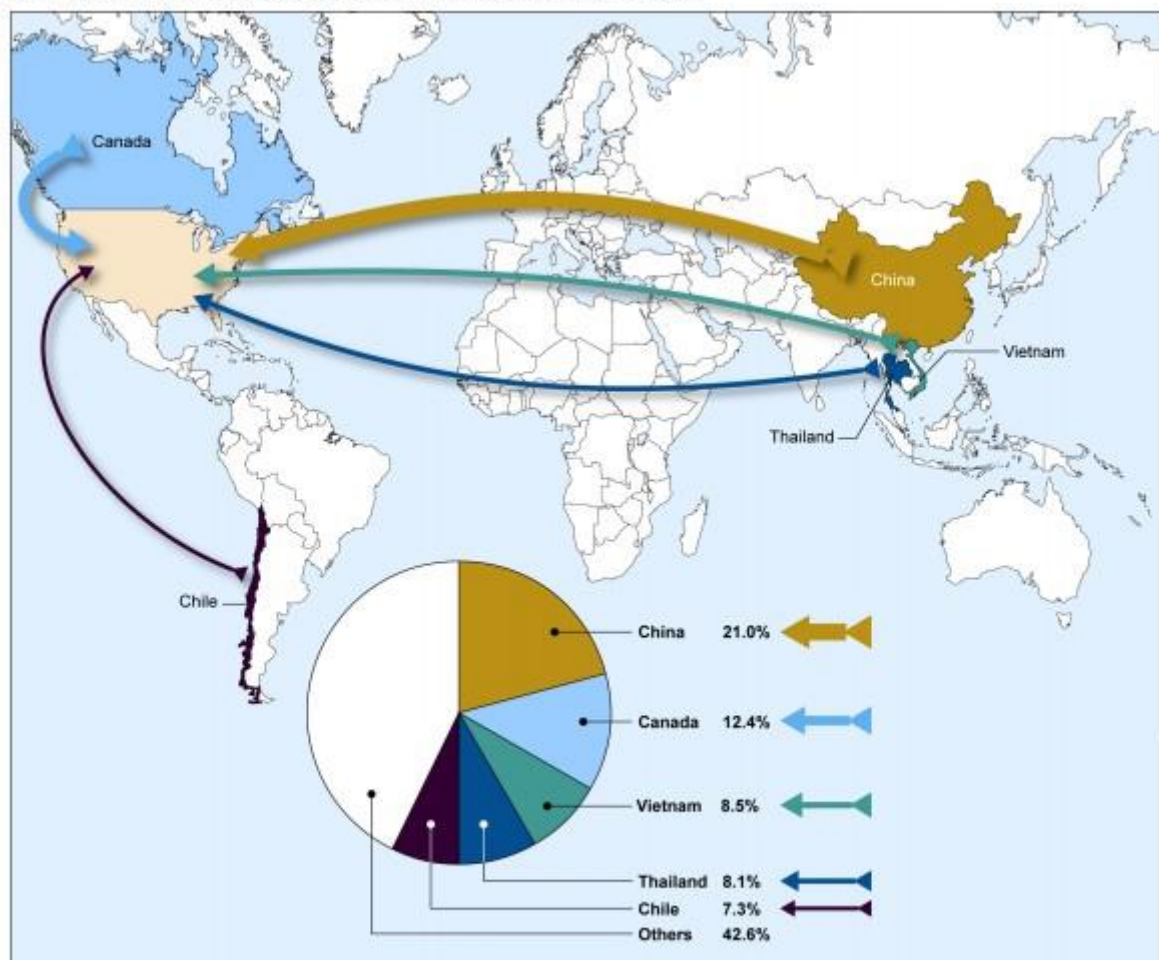 Canada
China
Vietnam
Thailand
Chile
China 21.0%
Canada 12.4%
Vietnam 8.5%
Thailand 8.1%
Chile 7.3%
Others 42.6%